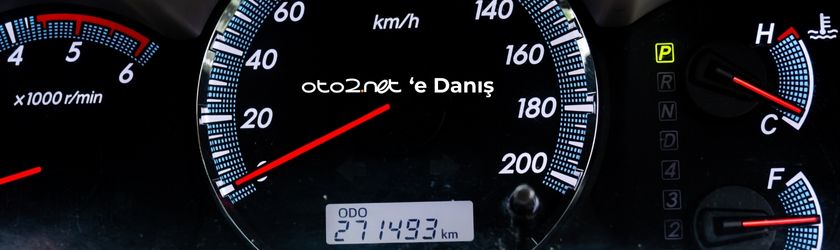 4
5
6
x1000 r/min
60
40
20
km/h
140
160
180
200
oto2.net 'e Danış
ODO
271493 km
P
R
N
D
4
3
2
H
C
F